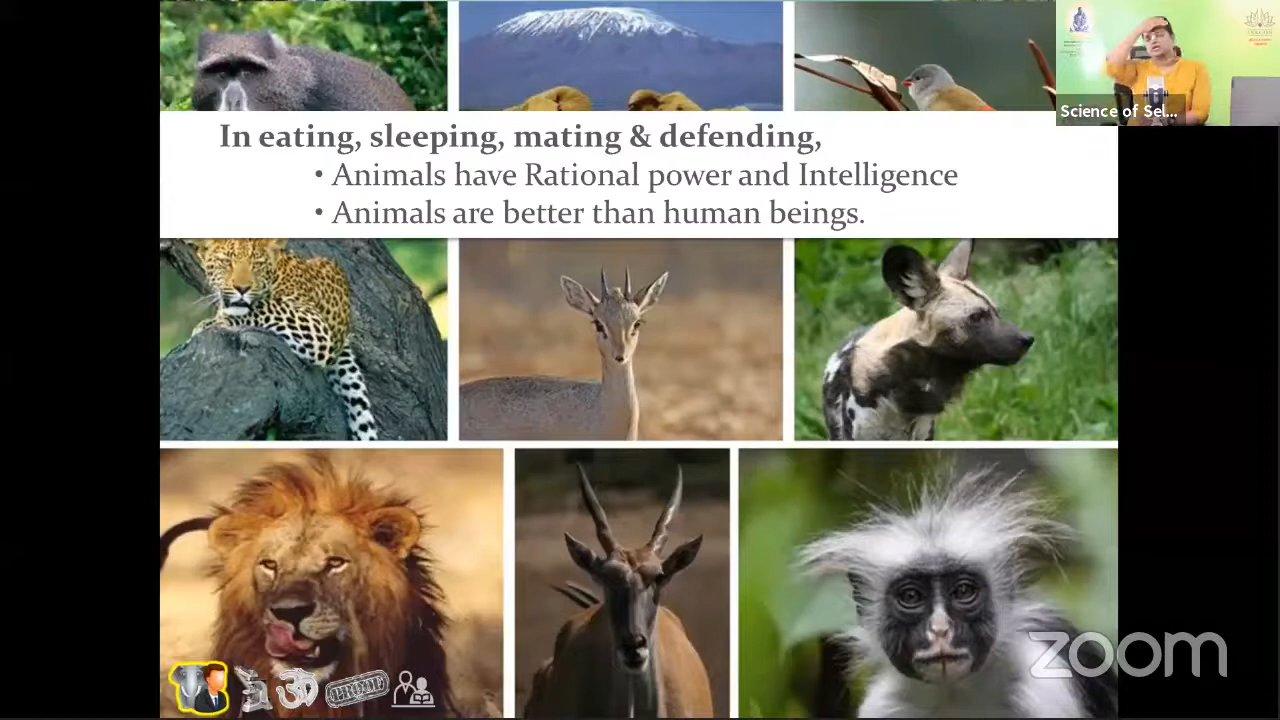 In eating, sleeping, mating & defending,
• Animals have Rational power and Intelligence
• Animals are better than human beings.
Science of Sel...
PROOF
zoom